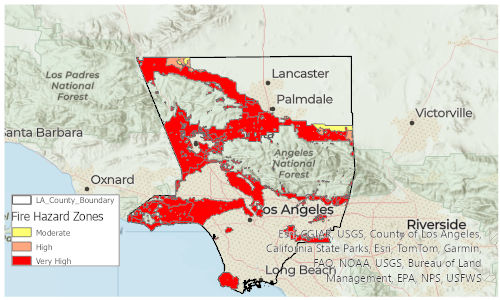 Los Padres
National
Forest
Lancaster
Palmdale
Victorville
Santa Barbara
Angeles
National
Forest
Oxnard
LA_County_Boundary
Fire Hazard Zones
Moderate
High
Very High
Los Angeles
Riverside
Long Beach
Esri, CGIAR, USGS, County of Los Angeles,
California State Parks, Esri, TomTom, Garmin,
FAO, NOAA, USGS, Bureau of Land
Management, EPA, NPS, USFWS